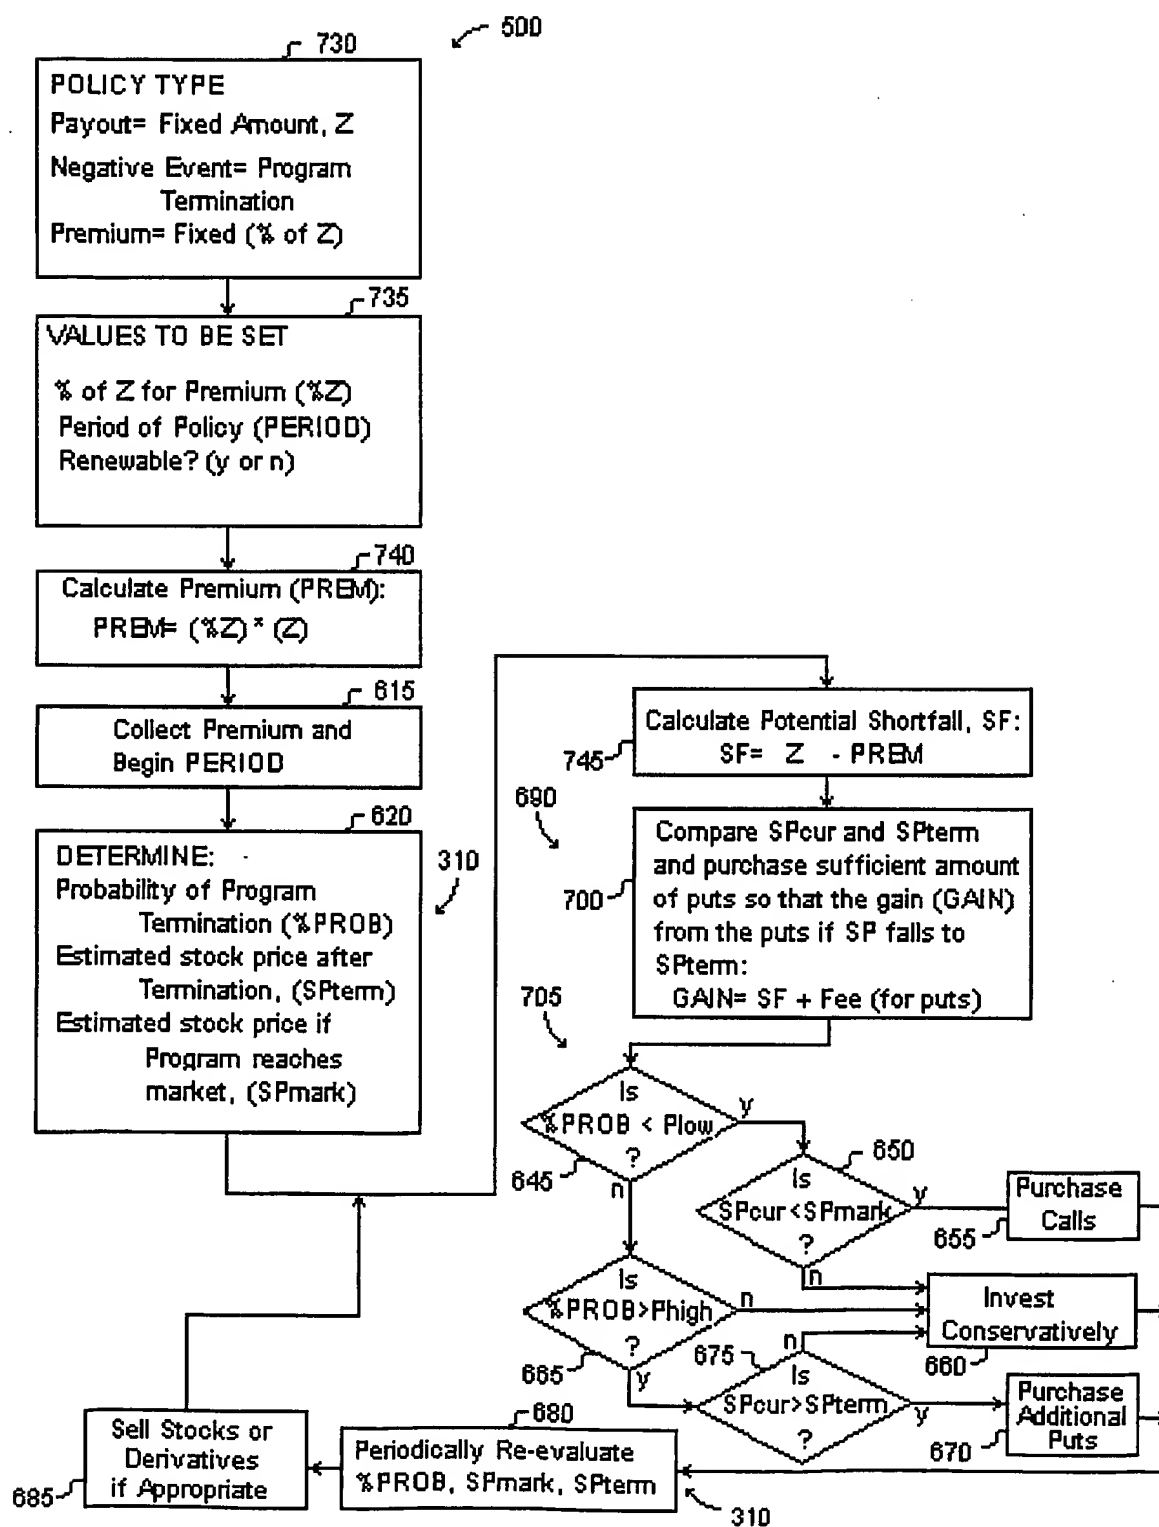 500
730
POLICY TYPE
Payout= Fixed Amount, Z
Negative Event= Program
Termination
Premium= Fixed (% of Z)
735
VALUES TO BE SET
% of Z for Premium (%Z)
Period of Policy (PERIOD)
Renewable? (y or n)
740
Calculate Premium (PREM):
PREM= (%Z) * (Z)
615
Collect Premium and
Begin PERIOD
620
DETERMINE:
Probability of Program
Termination (%PROB)
Estimated stock price after
Termination, (SPterm)
Estimated stock price if
Program reaches
market, (SPmark)
310
Calculate Potential Shortfall, SF:
SF= Z - PREM
745
690
Compare SPcur and SPterm
and purchase sufficient amount
of puts so that the gain (GAIN)
from the puts if SP falls to
SPterm:
GAIN= SF + Fee (for puts)
700
705
Is
%PROB < Plow
?
y
645
n
650
Is
SPcur<SPmark
?
y
n
655
Purchase
Calls
Is
%PROB>Phigh
?
n
665
y
Invest
Conservatively
660
675
n
Is
SPcur>SPterm
?
y
Purchase
Additional
Puts
670
680
Periodically Re-evaluate
%PROB, SPmark, SPterm
310
Sell Stocks or
Derivatives
if Appropriate
685